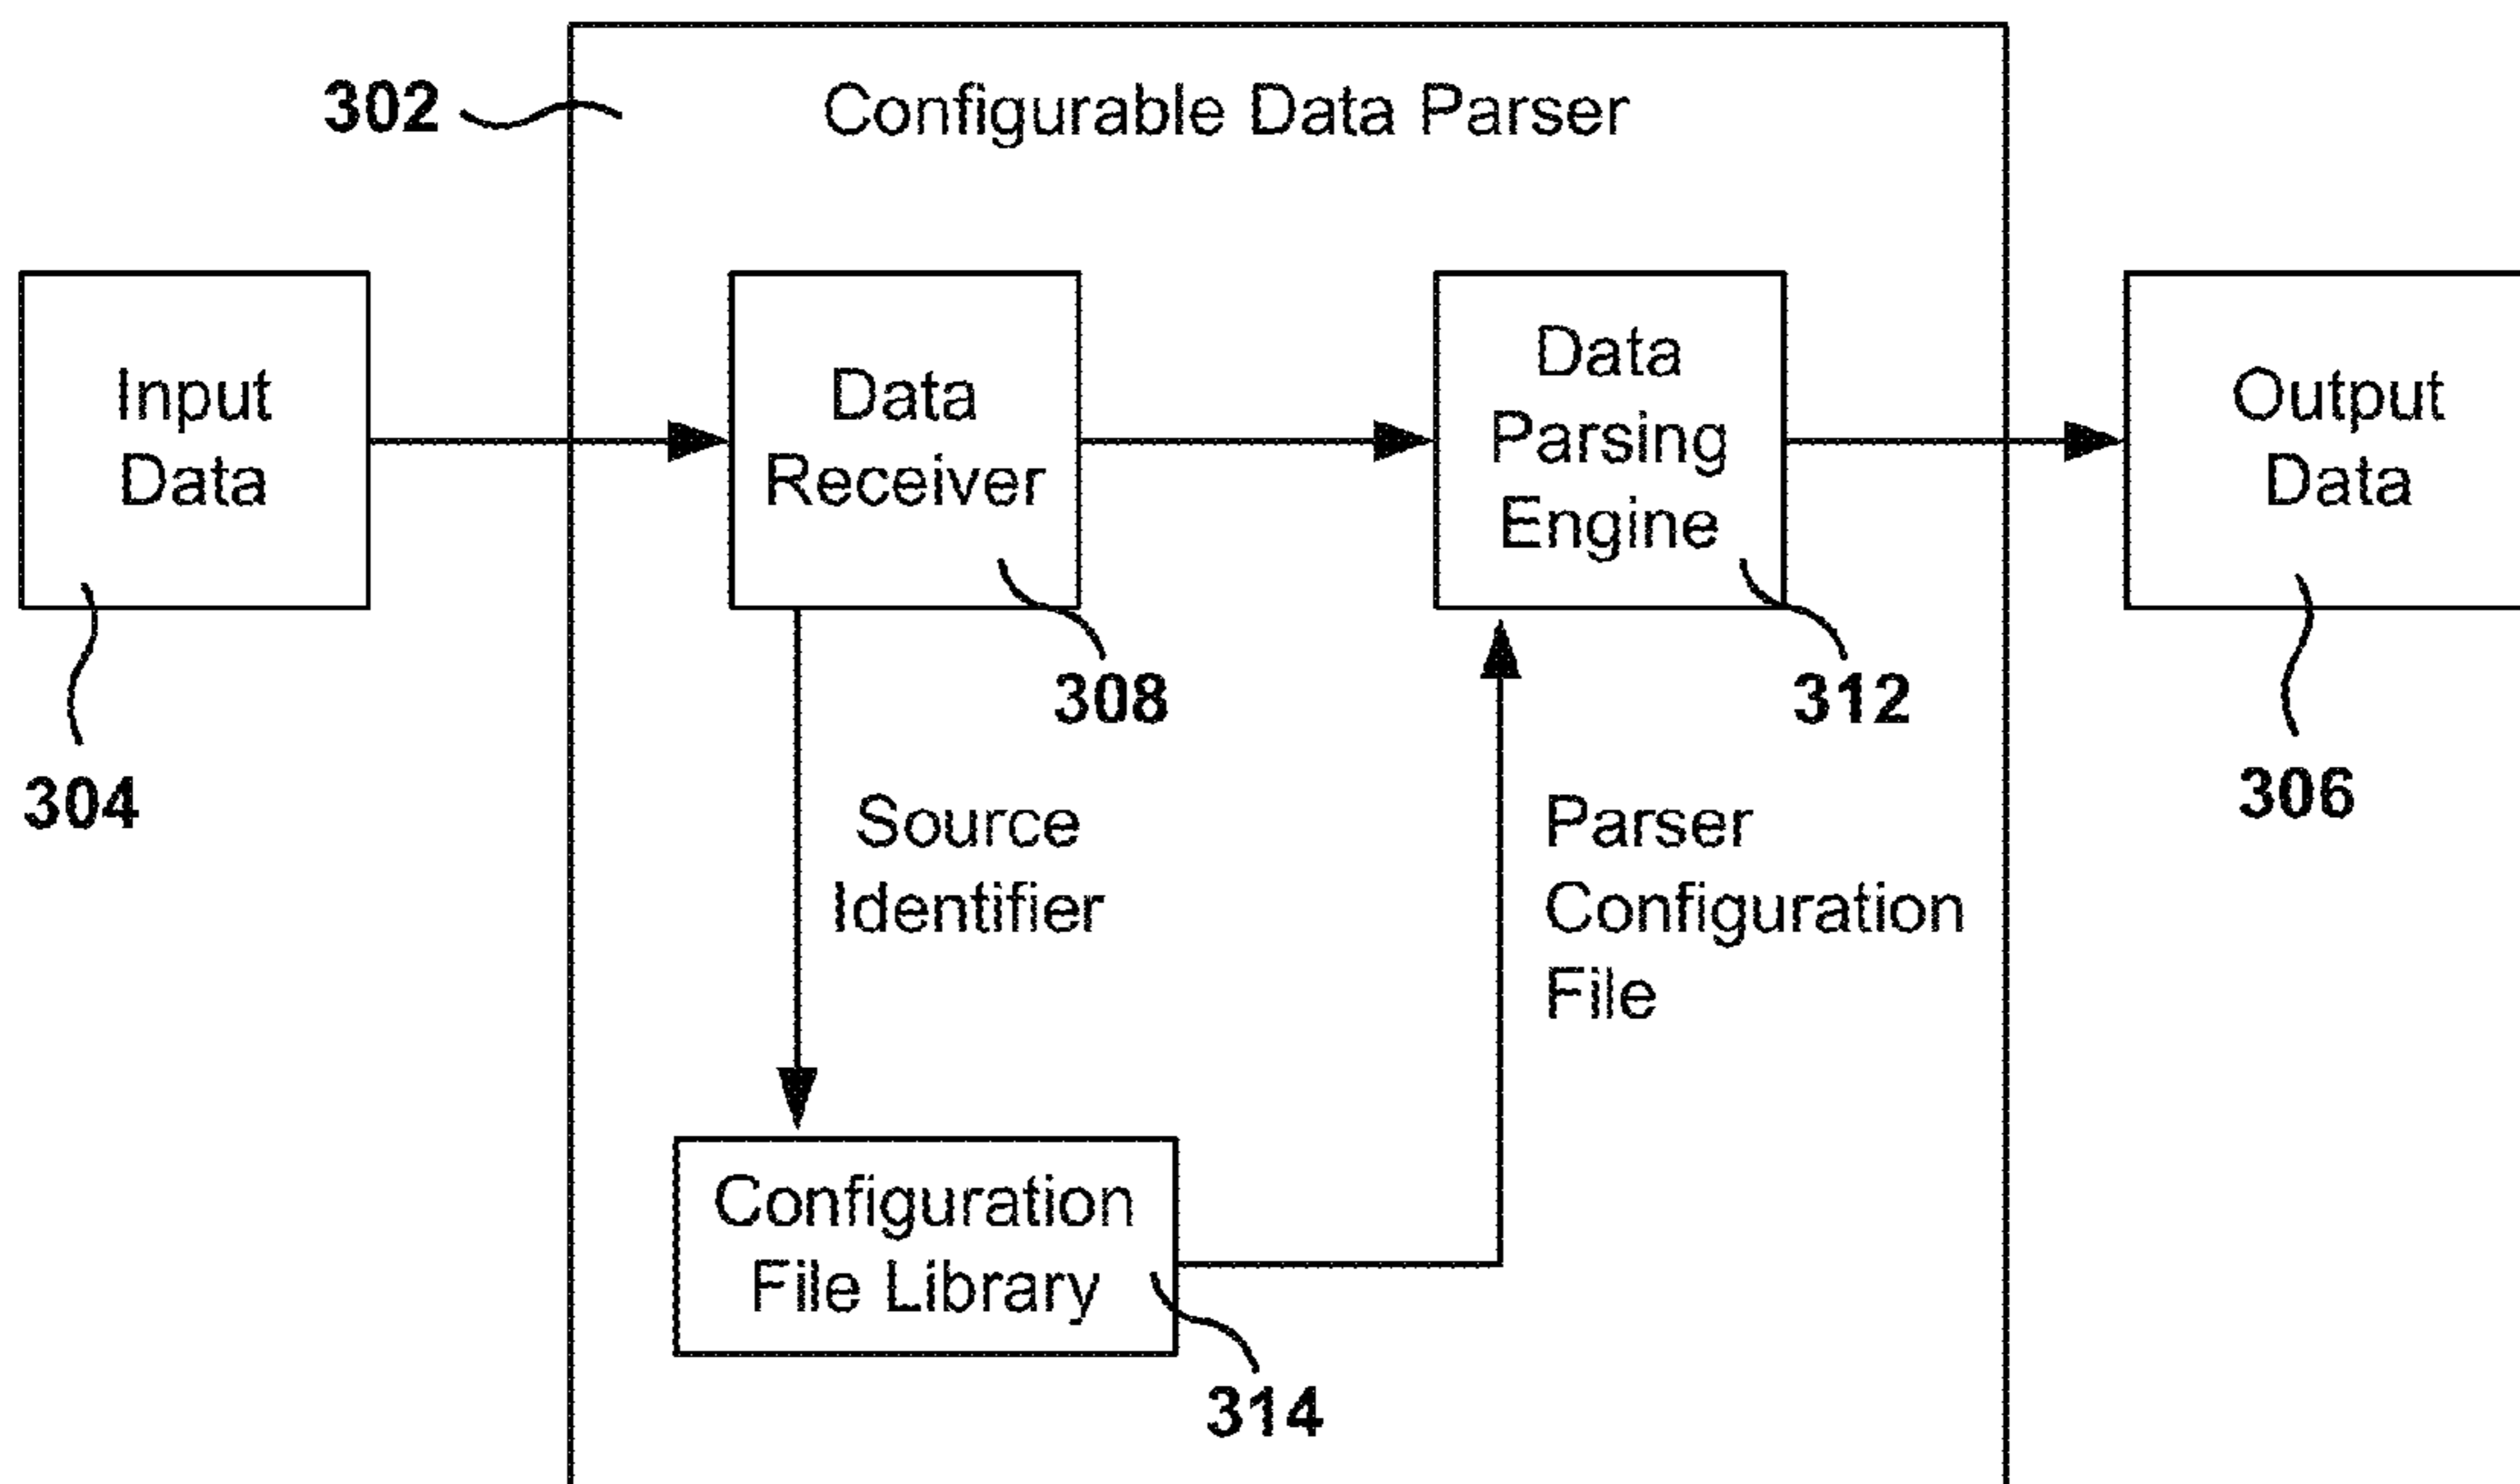 302
Configurable Data Parser
Input
Data
304
Data
Receiver
308
Data
Parsing
Engine
312
Output
Data
306
Source
Identifier
Parser
Configuration
File
Configuration
File Library
314